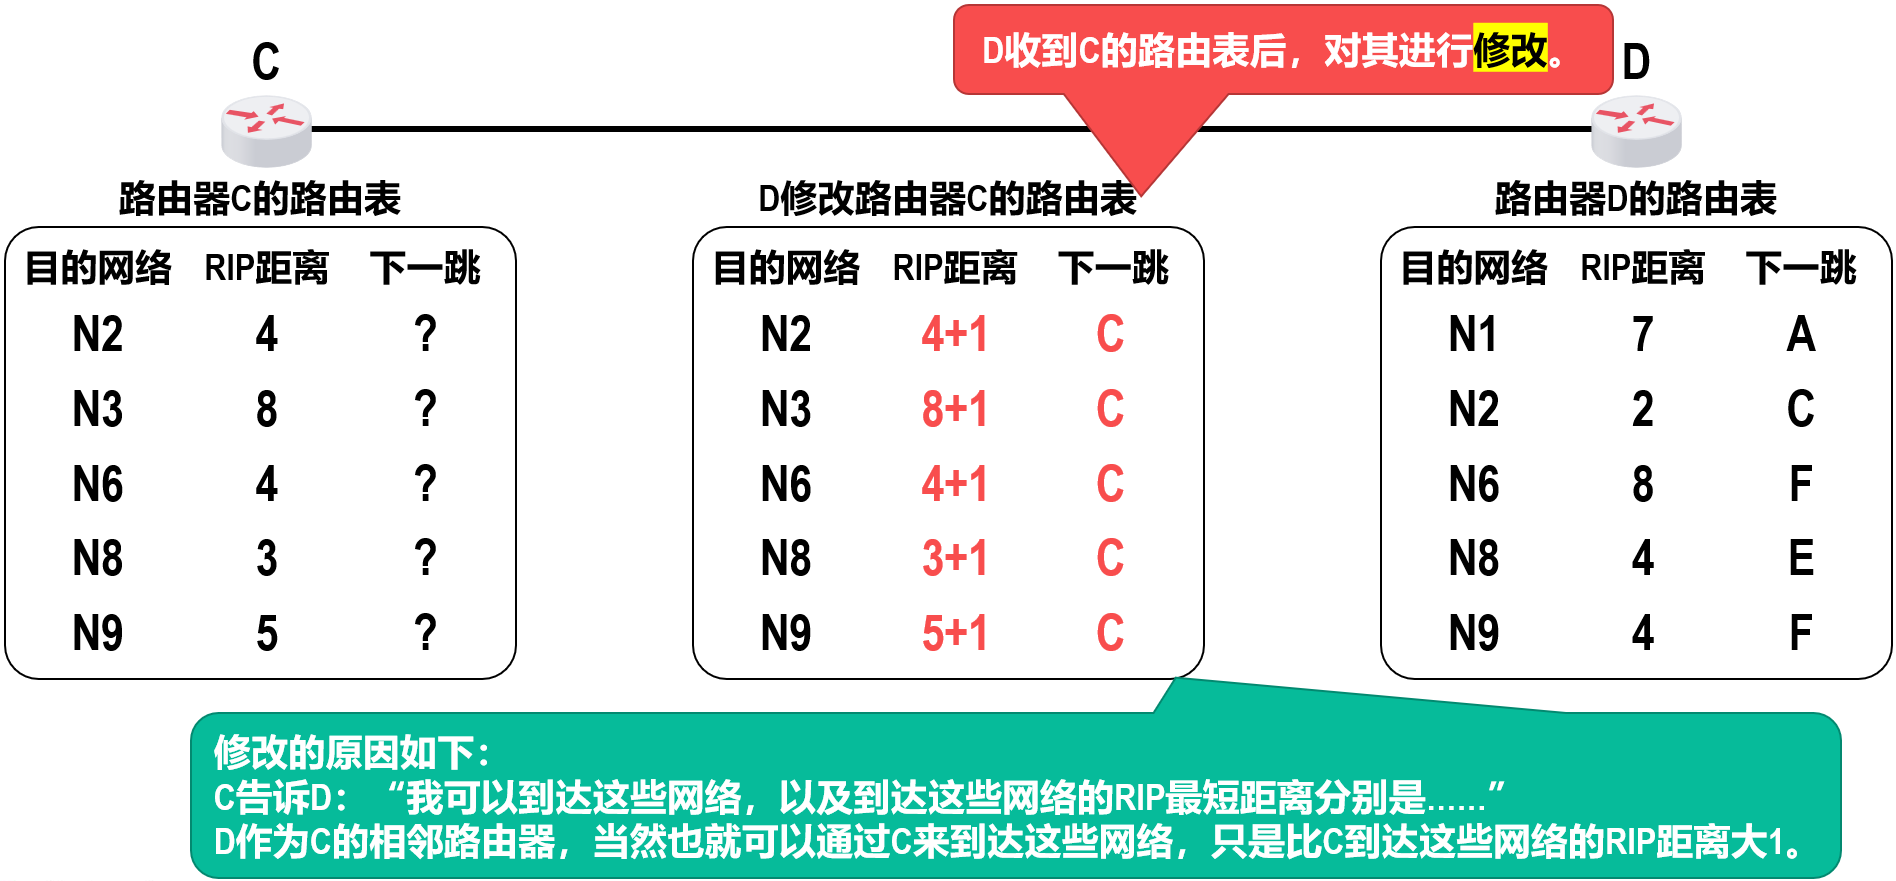 D收到C的路由表后，对其进行修改。
C
D
路由器C的路由表
目的网络 RIP距离 下一跳
N2 4 ?
N3 8 ?
N6 4 ?
N8 3 ?
N9 5 ?
D修改路由器C的路由表
目的网络 RIP距离 下一跳
N2 4+1 C
N3 8+1 C
N6 4+1 C
N8 3+1 C
N9 5+1 C
路由器D的路由表
目的网络 RIP距离 下一跳
N1 7 A
N2 2 C
N6 8 F
N8 4 E
N9 4 F
修改的原因如下：
C告诉D：“我可以到达这些网络，以及到达这些网络的RIP最短距离分别是……”
D作为C的相邻路由器，当然也就可以通过C来到达这些网络，只是比C到达这些网络的RIP距离大1。